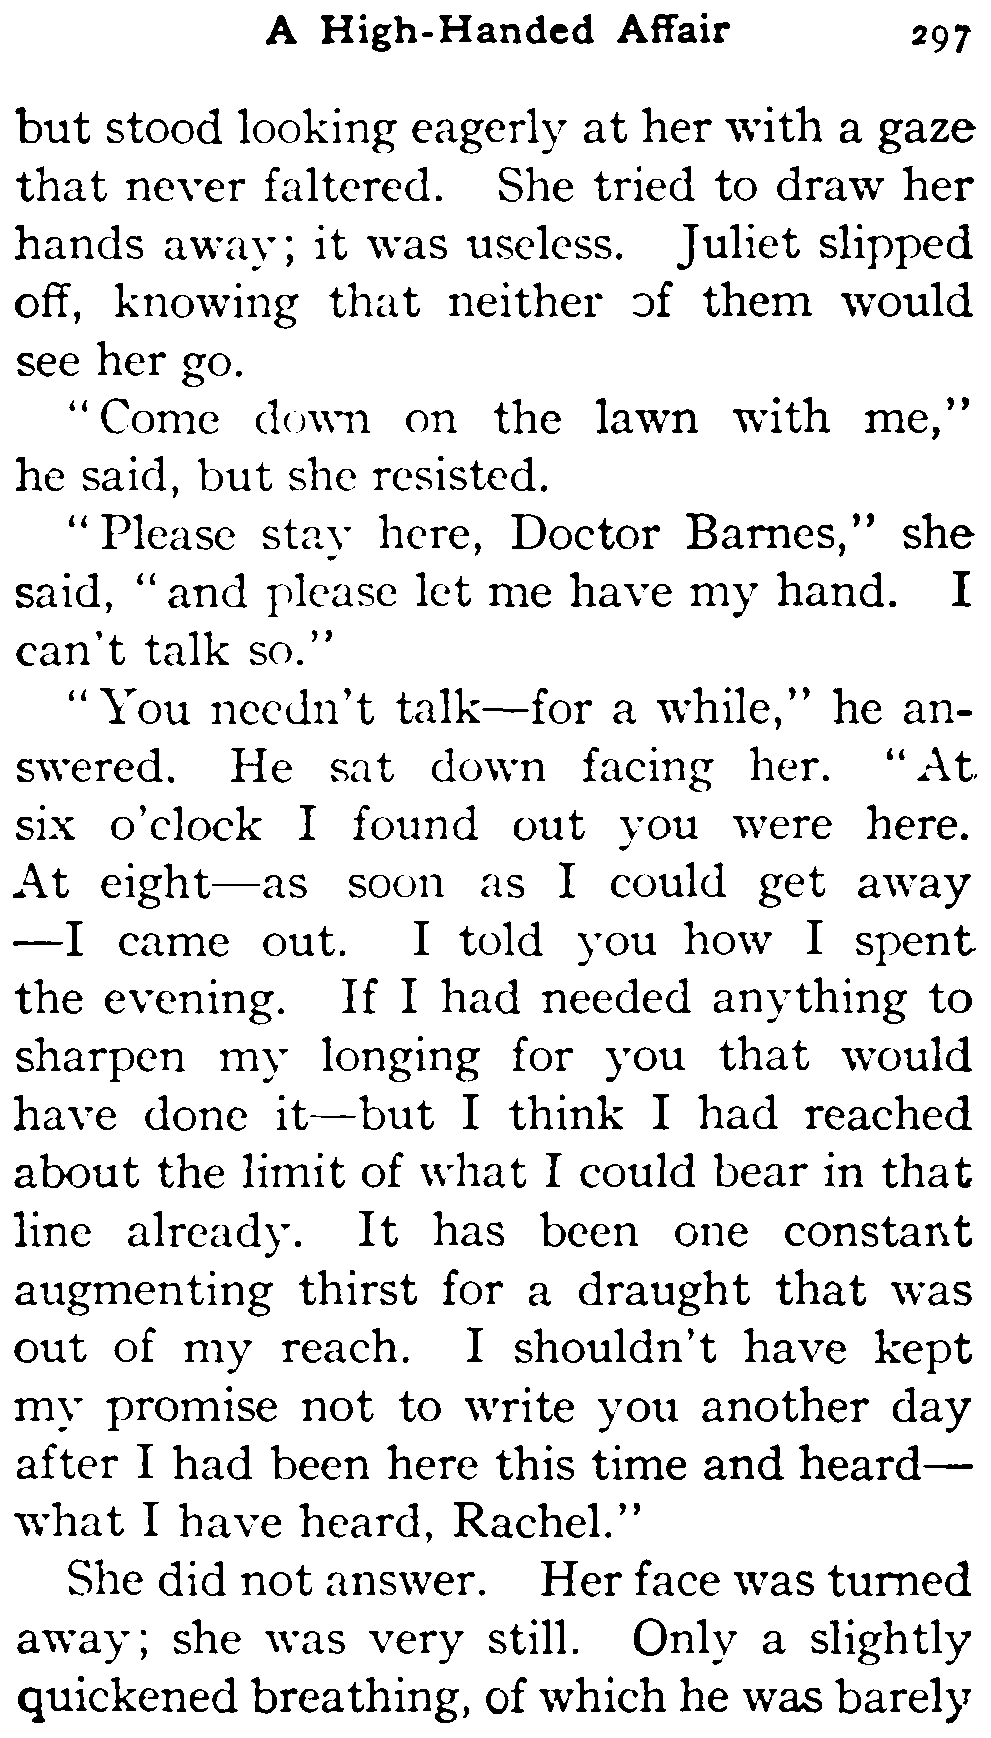 A High-Handed Affair 297
but stood looking eagerly at her with a gaze
that never faltered. She tried to draw her
hands away; it was useless. Juliet slipped
off, knowing that neither of them would
see her go.
"Come down on the lawn with me,"
he said, but she resisted.
"Please stay here, Doctor Barnes," she
said, "and please let me have my hand. I
can't talk so."
"You needn't talk—for a while," he an-
swered. He sat down facing her. "At
six o'clock I found out you were here.
At eight—as soon as I could get away
—I came out. I told you how I spent
the evening. If I had needed anything to
sharpen my longing for you that would
have done it—but I think I had reached
about the limit of what I could bear in that
line already. It has been one constant
augmenting thirst for a draught that was
out of my reach. I shouldn't have kept
my promise not to write you another day
after I had been here this time and heard—
what I have heard, Rachel."
She did not answer. Her face was turned
away; she was very still. Only a slightly
quickened breathing, of which he was barely